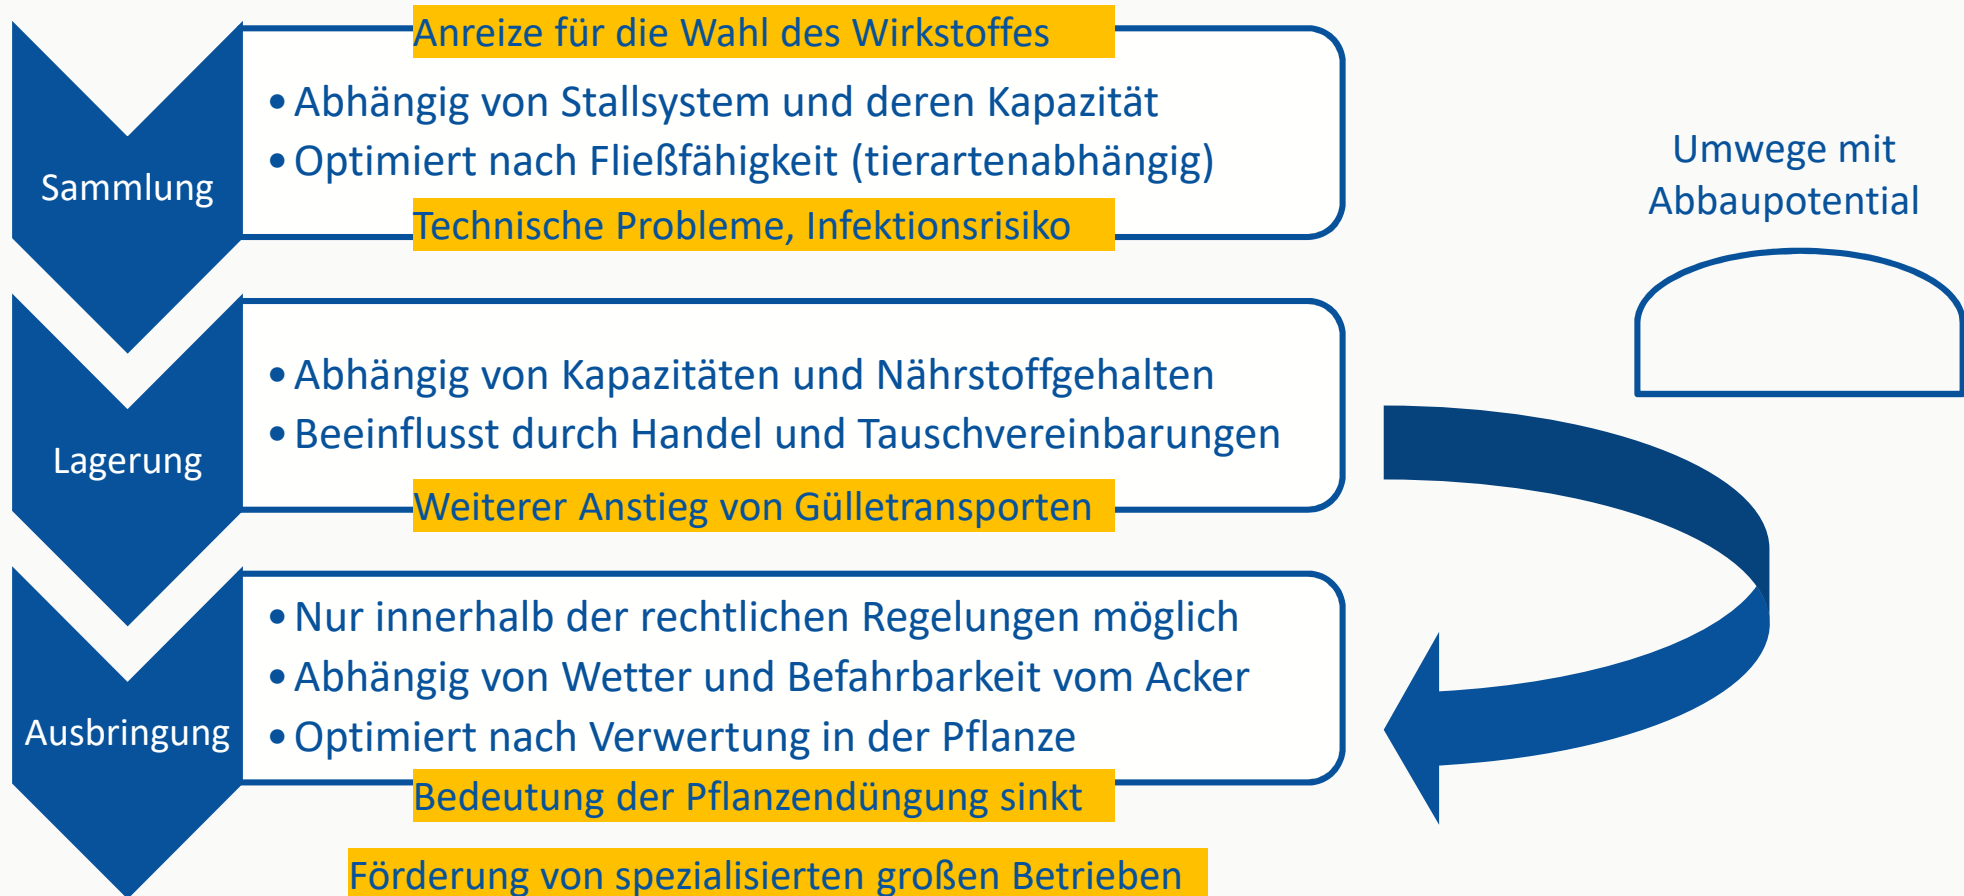 Anreize für die Wahl des Wirkstoffes
Sammlung
• Abhängig von Stallsystem und deren Kapazität
• Optimiert nach Fließfähigkeit (tierartenabhängig)
Technische Probleme, Infektionsrisiko
Umwege mit
Abbaupotential
Lagerung
• Abhängig von Kapazitäten und Nährstoffgehalten
• Beeinflusst durch Handel und Tauschvereinbarungen
Weiterer Anstieg von Gülletransporten
Ausbringung
• Nur innerhalb der rechtlichen Regelungen möglich
• Abhängig von Wetter und Befahrbarkeit vom Acker
• Optimiert nach Verwertung in der Pflanze
Bedeutung der Pflanzendüngung sinkt
Förderung von spezialisierten großen Betrieben